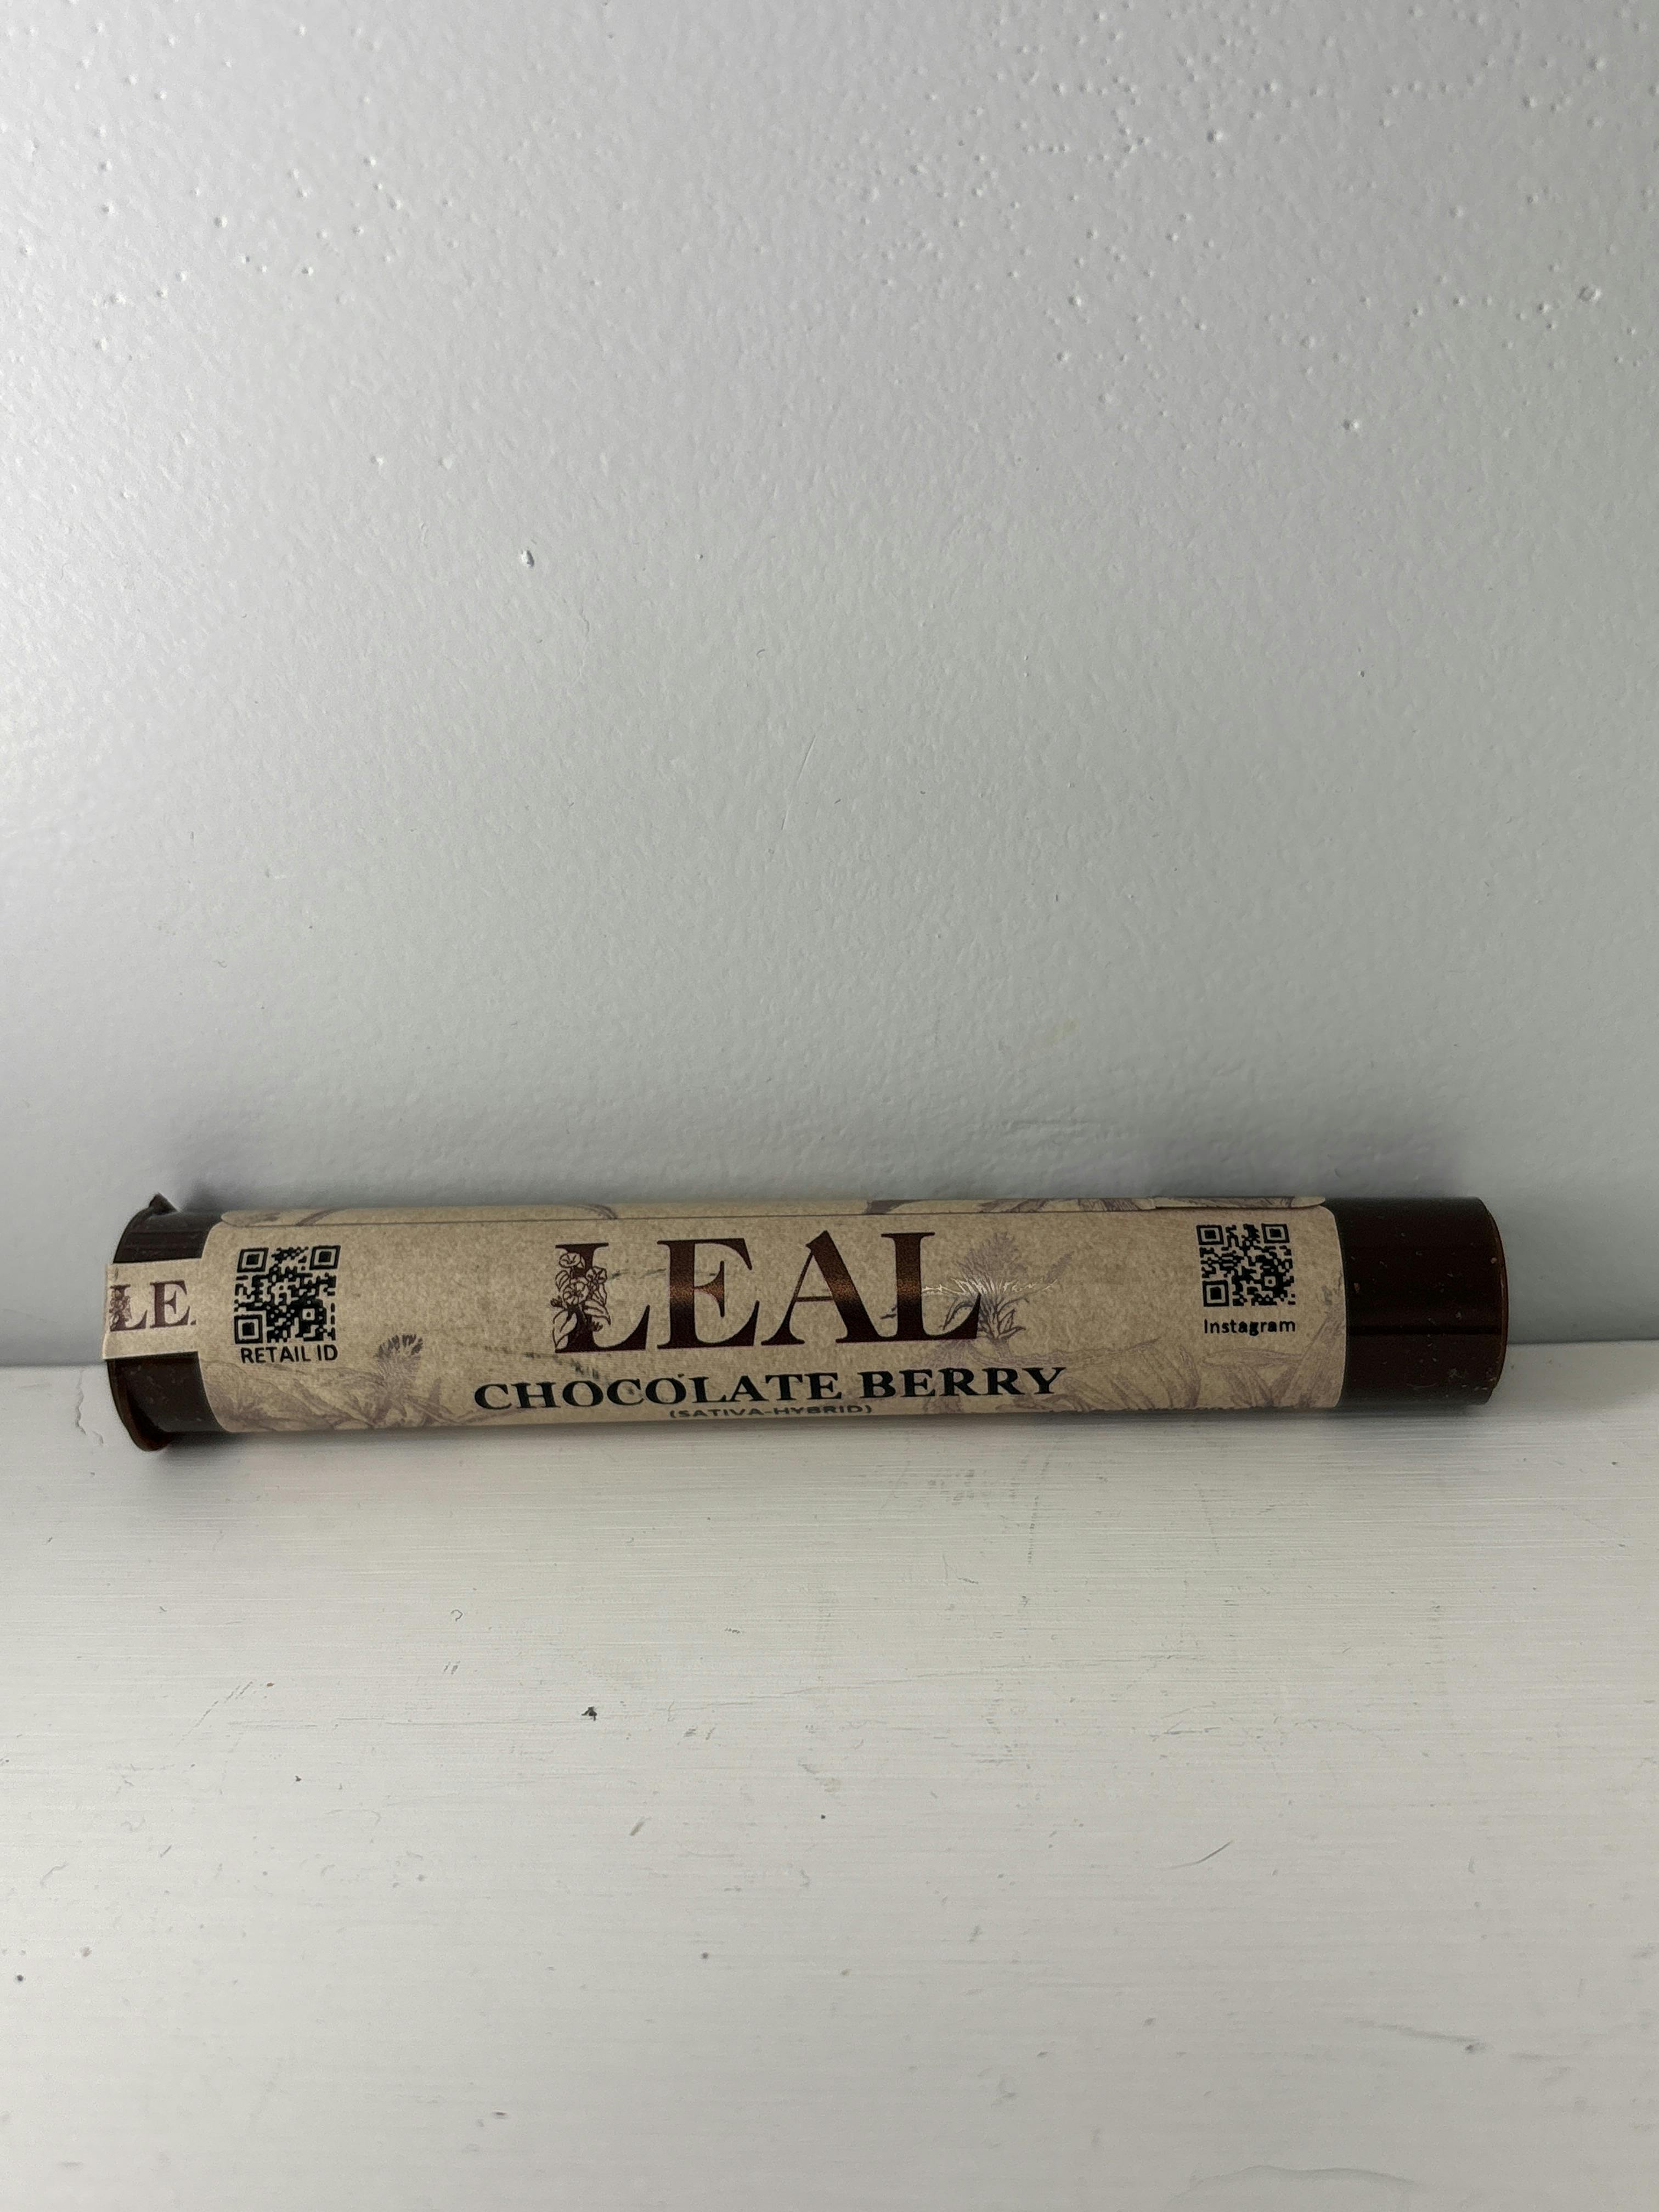 LE
RETAIL ID
LEAL
CHOCOLATE BERRY
(SATIVA-HYBRID)
Instagram